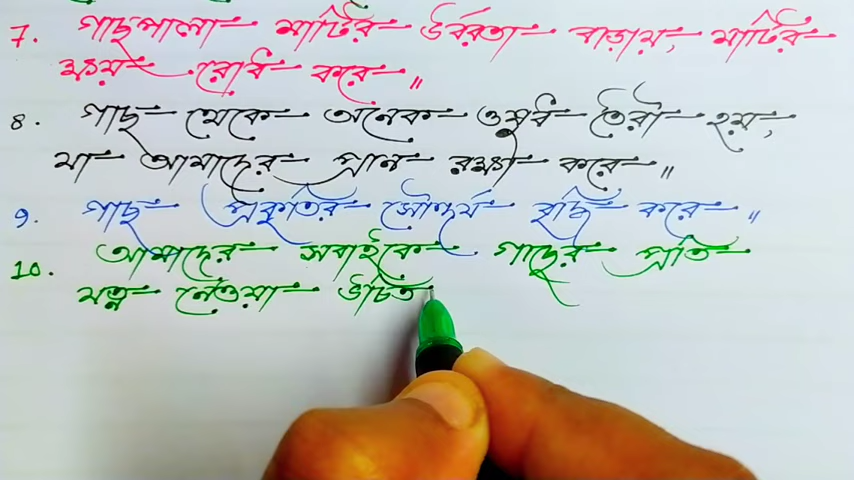 7. গাছপালা মাটির উর্বরতা বাড়ায়, মাটির
ক্ষয় রোধ করে॥
8. গাছ থেকে অনেক ওষুধ তৈরী হয়,
যা আমাদের প্রান রক্ষা করে॥
9. গাছ প্রকৃতির সৌন্দর্য বৃদ্ধি করে॥
10. আমাদের সবাইকে গাছের প্রতি
যত্ন নেওয়া উচিত